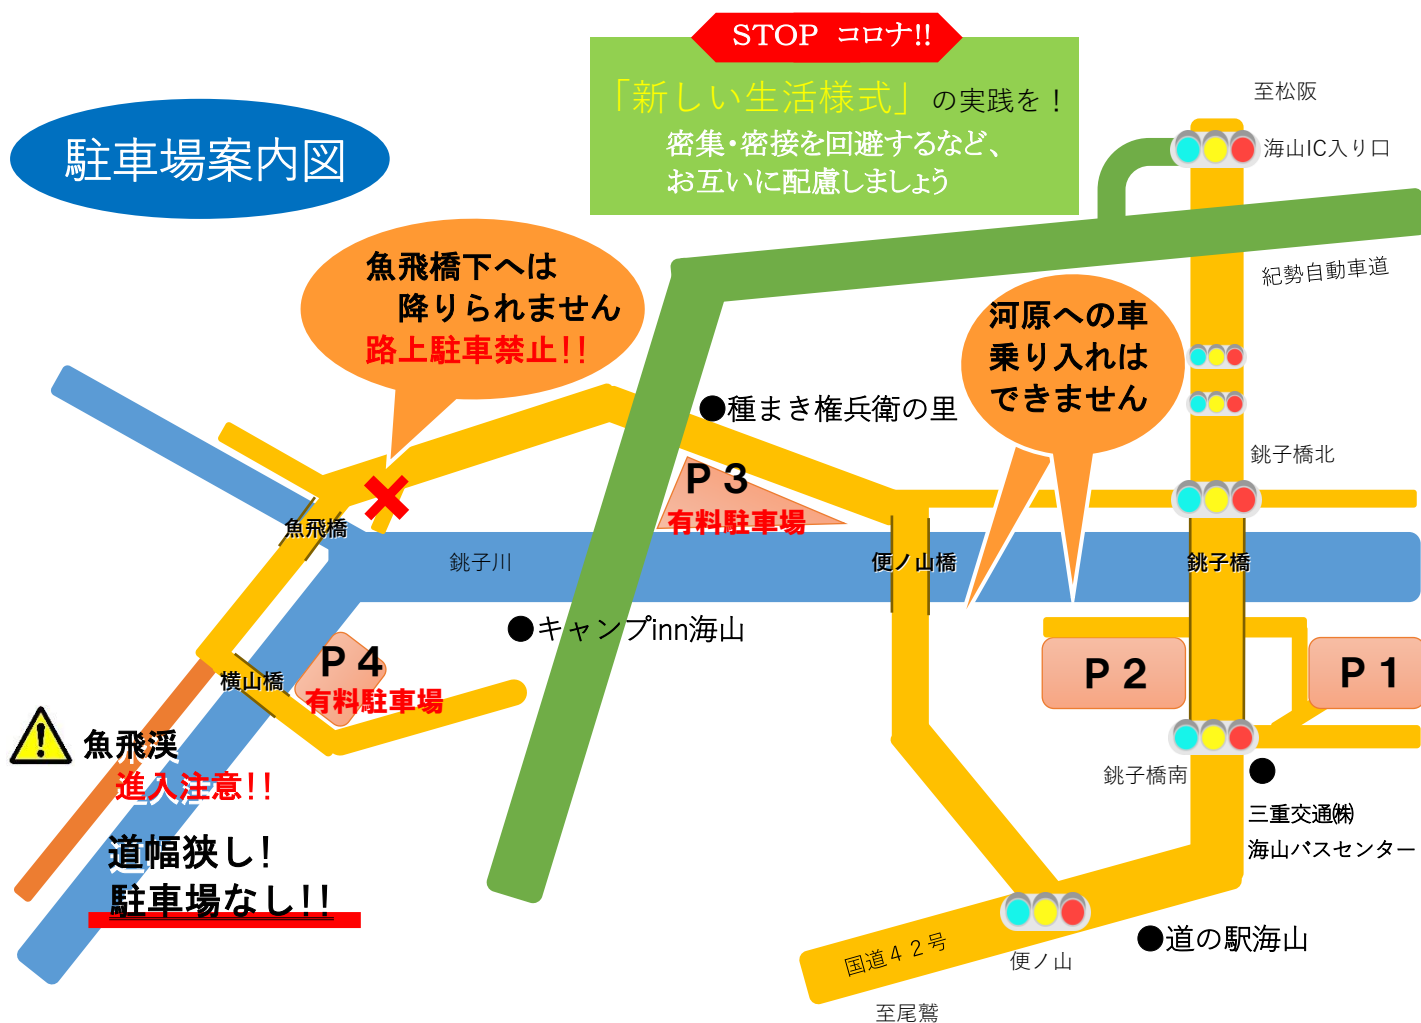 STOP コロナ!!
「新しい生活様式」の実践を！
密集・密接を回避するなど、
お互いに配慮しましょう
駐車場案内図
至松阪
海山IC入り口
紀勢自動車道
魚飛橋下へは
降りられません
路上駐車禁止!!
河原への車
乗り入れは
できません
●種まき権兵衛の里
銚子橋北
P3
有料駐車場
魚飛橋
銚子川
便ノ山橋
銚子橋
●キャンプinn海山
P4
有料駐車場
横山橋
P2
P1
魚飛渓
進入注意!!
道幅狭し!
駐車場なし!!
銚子橋南
●
三重交通㈱
海山バスセンター
●道の駅海山
国道４２号
便ノ山
至尾鷲